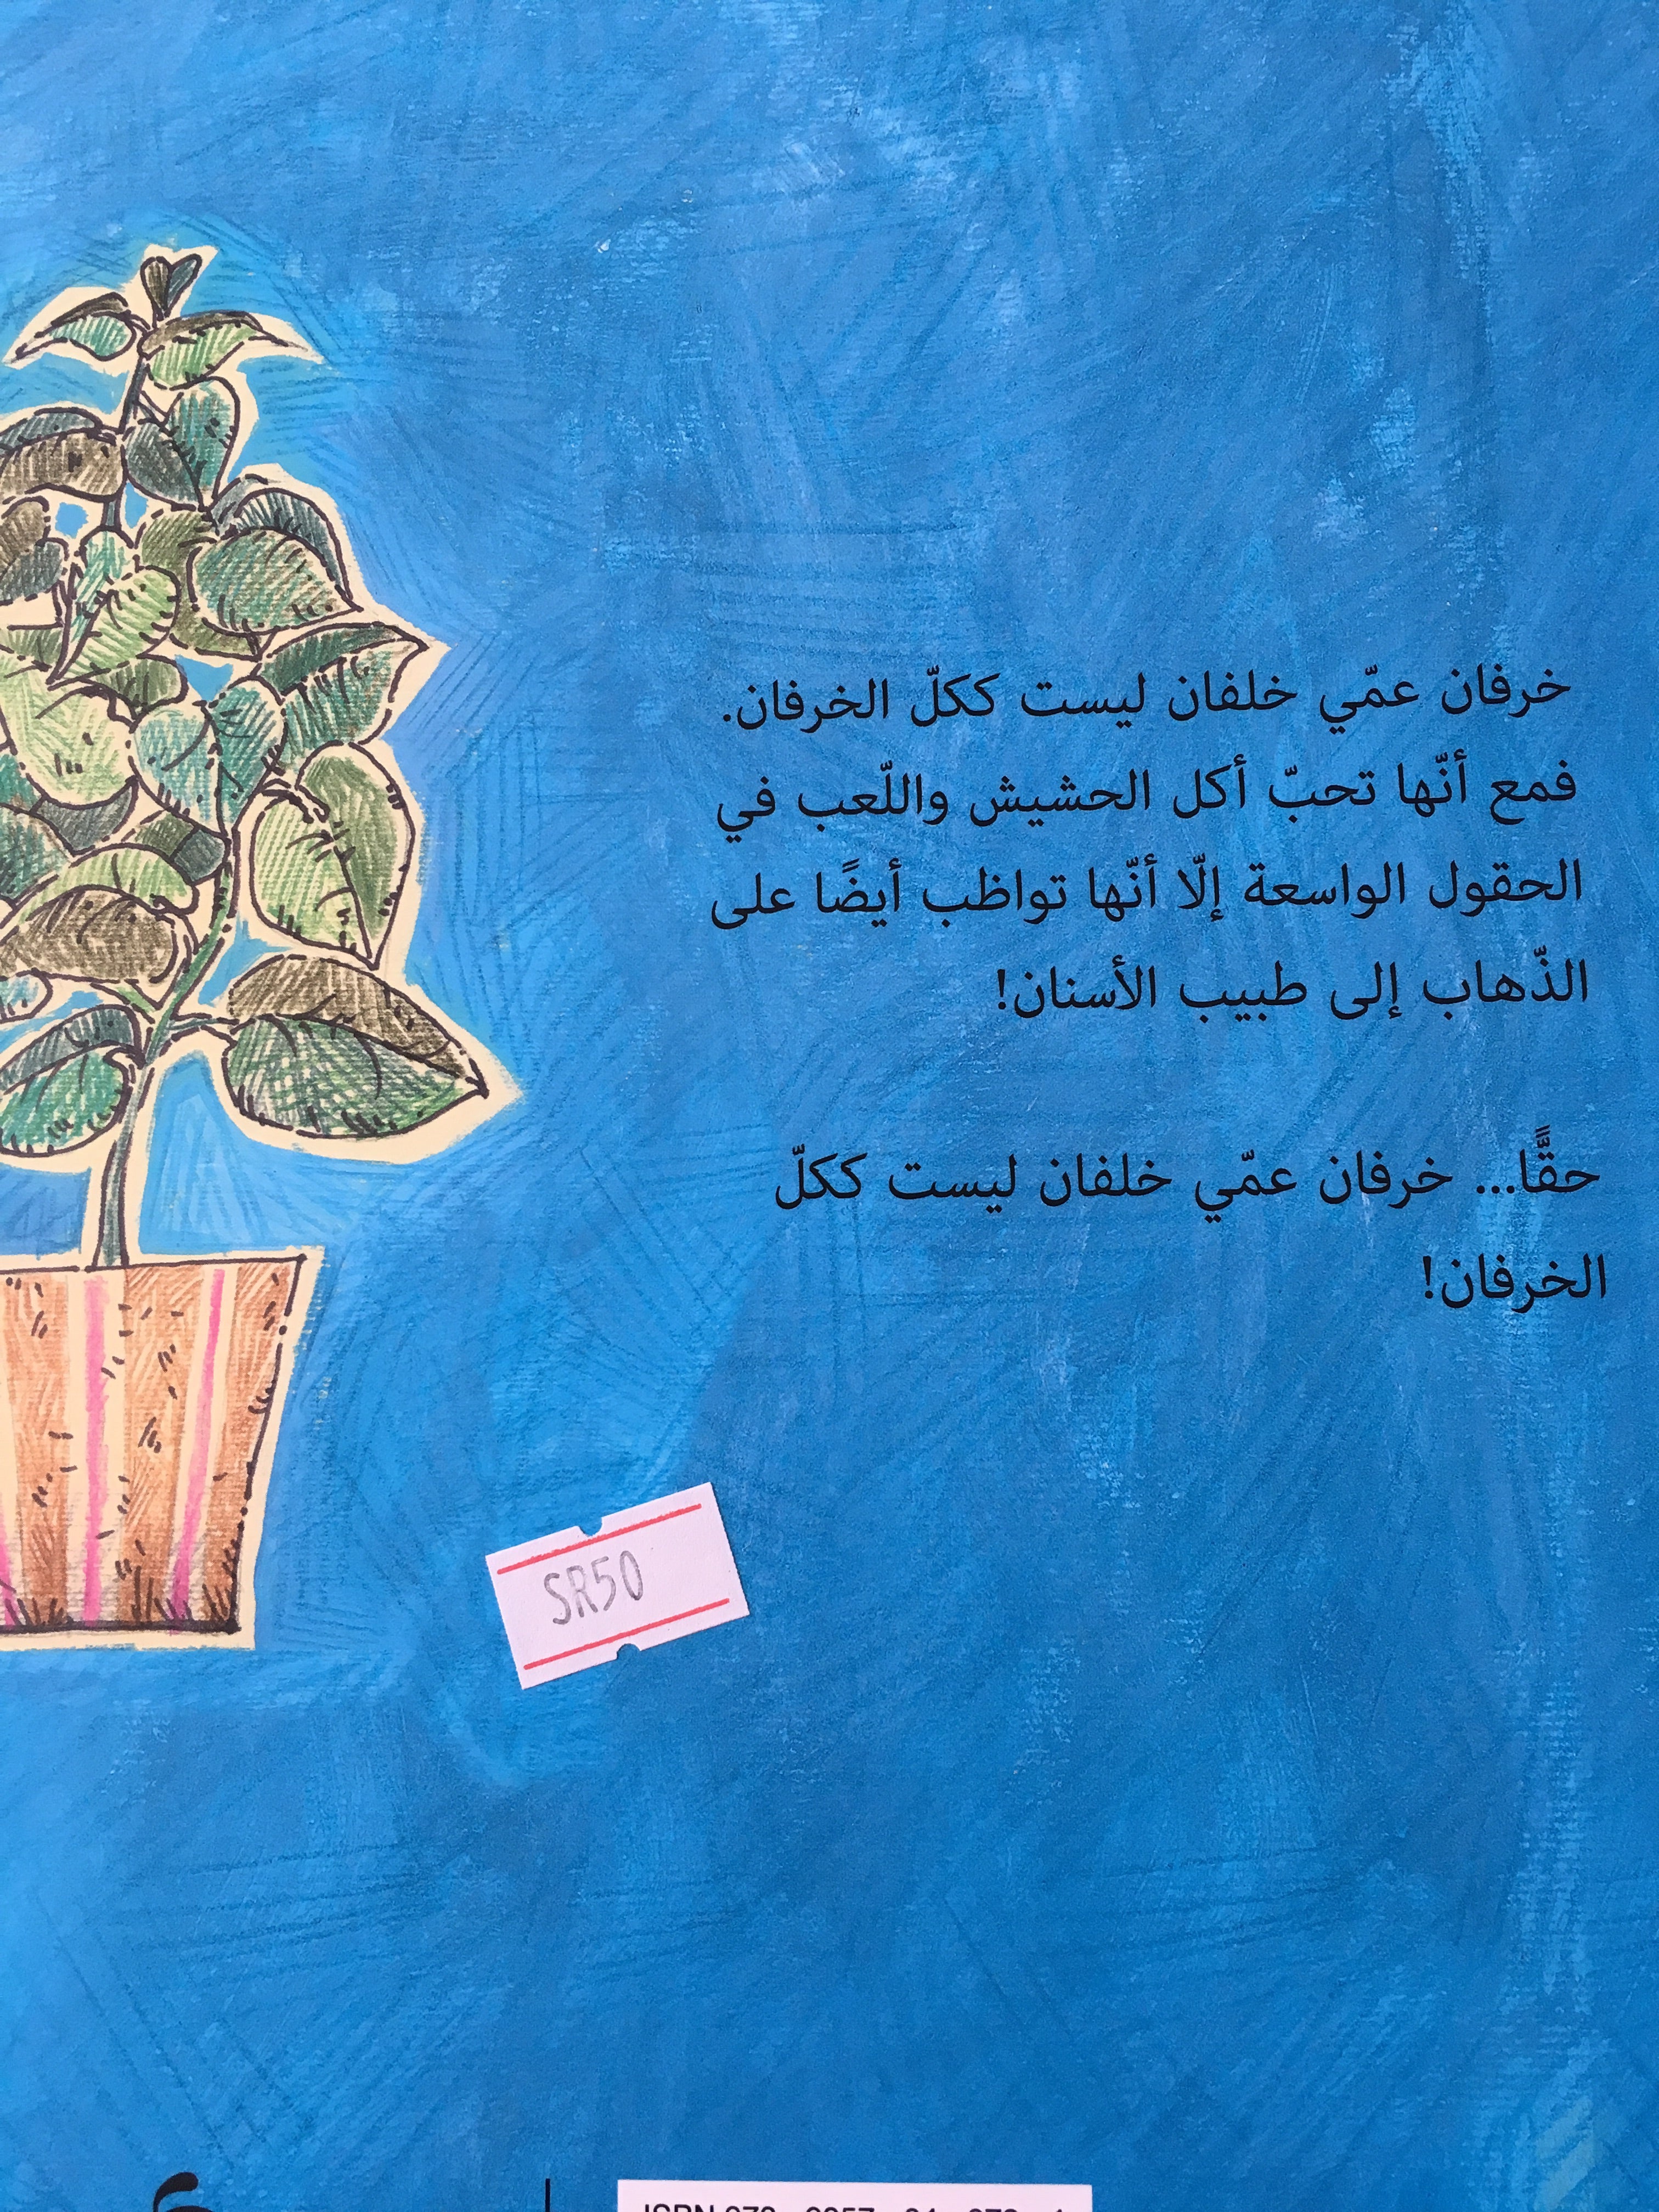 خرفان عمّي خلفان ليست ككلّ الخرفان.
فمع أنّها تحبّ أكل الحشيش واللّعب في
الحقول الواسعة إلّا أنّها تواظب أيضًا على
الذّهاب إلى طبيب الأسنان!
حقًّا... خرفان عمّي خلفان ليست ككلّ
الخرفان!
SR50